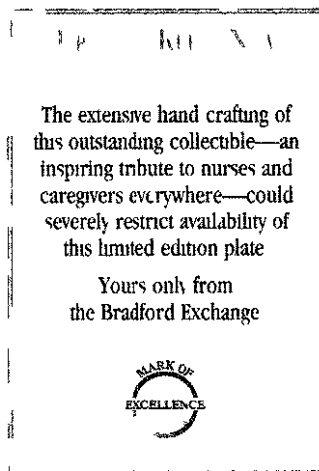 The extensive hand crafting of
this outstanding collectible—an
inspiring tribute to nurses and
caregivers everywhere—could
severely restrict availability of
this limited edition plate
Yours only from
the Bradford Exchange
MARK OF
EXCELLENCE